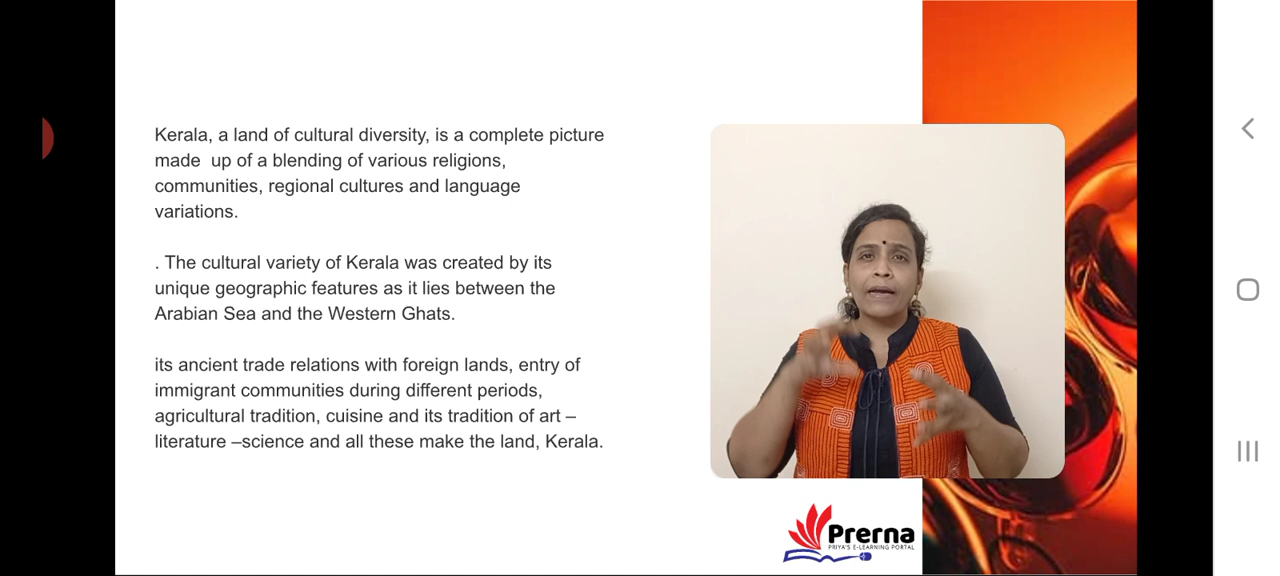 Kerala, a land of cultural diversity, is a complete picture
made  up of a blending of various religions,
communities, regional cultures and language
variations.
. The cultural variety of Kerala was created by its
unique geographic features as it lies between the
Arabian Sea and the Western Ghats.
its ancient trade relations with foreign lands, entry of
immigrant communities during different periods,
agricultural tradition, cuisine and its tradition of art –
literature –science and all these make the land, Kerala.
Prerna
PRIYA'S E-LEARNING PORTAL